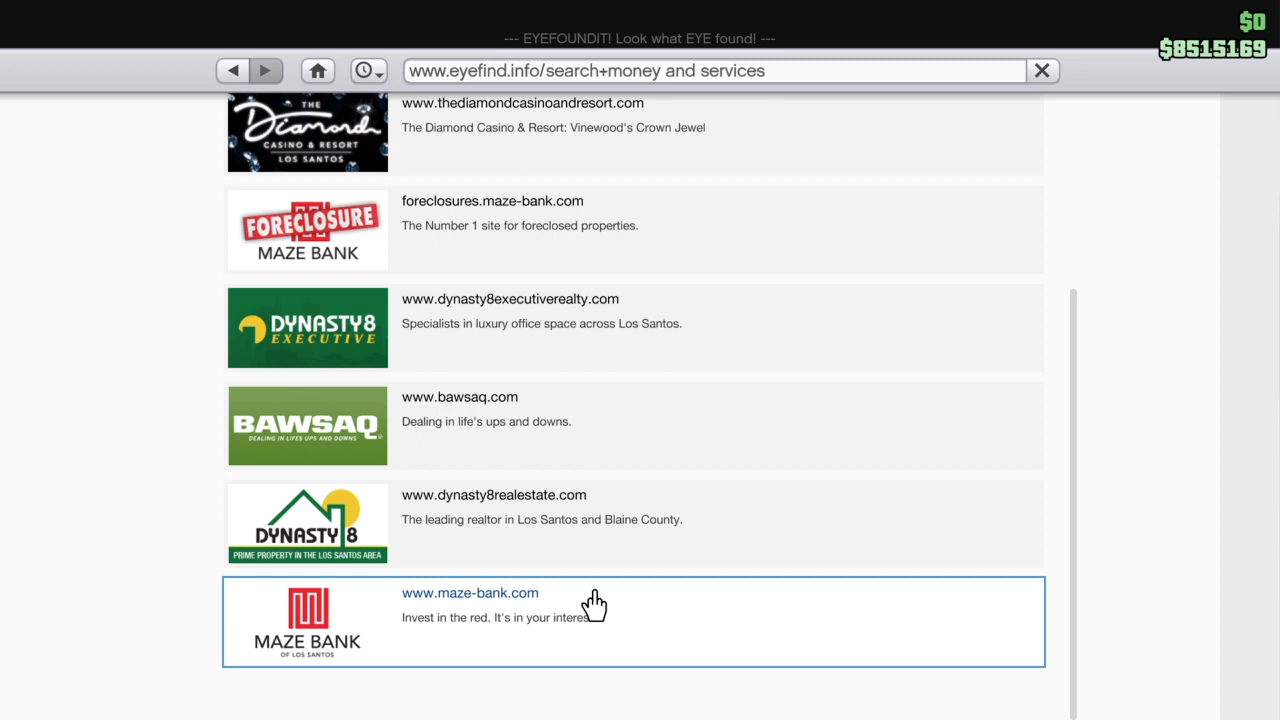 $0
--- EYEFOUNDIT! Look what EYE found! ---
$8515169
www.eyefind.info/search+money and services
THE
Diamond
CASINO & RESORT
LOS SANTOS
www.thediamondcasinoandresort.com
The Diamond Casino & Resort: Vinewood's Crown Jewel
FORECLOSURE
MAZE BANK
foreclosures.maze-bank.com
The Number 1 site for foreclosed properties.
DYNASTY8
EXECUTIVE
www.dynasty8executiverealty.com
Specialists in luxury office space across Los Santos.
BAWSAQ
DEALING IN LIFES UPS AND DOWNS
www.bawsaq.com
Dealing in life's ups and downs.
DYNASTY 8
PRIME PROPERTY IN THE LOS SANTOS AREA
www.dynasty8realestate.com
The leading realtor in Los Santos and Blaine County.
MAZE BANK
OF LOS SANTOS
www.maze-bank.com
Invest in the red. It's in your interes